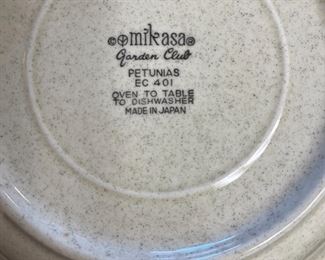 ©mikasa®
Garden Club
PETUNIAS
EC 401
OVEN TO TABLE
TO DISHWASHER
MADE IN JAPAN